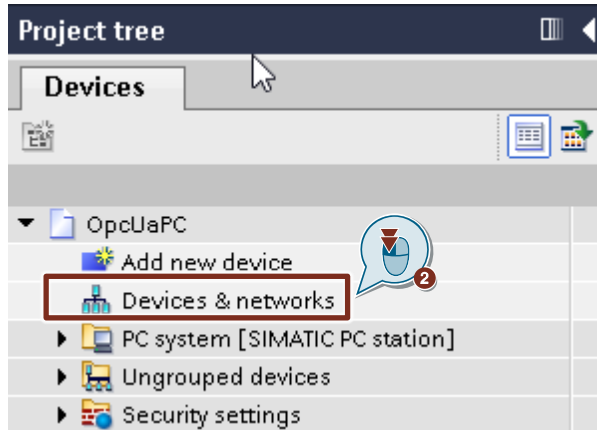 Project tree
Devices
OpcUaPC
Add new device
Devices & networks
2
PC system [SIMATIC PC station]
Ungrouped devices
Security settings